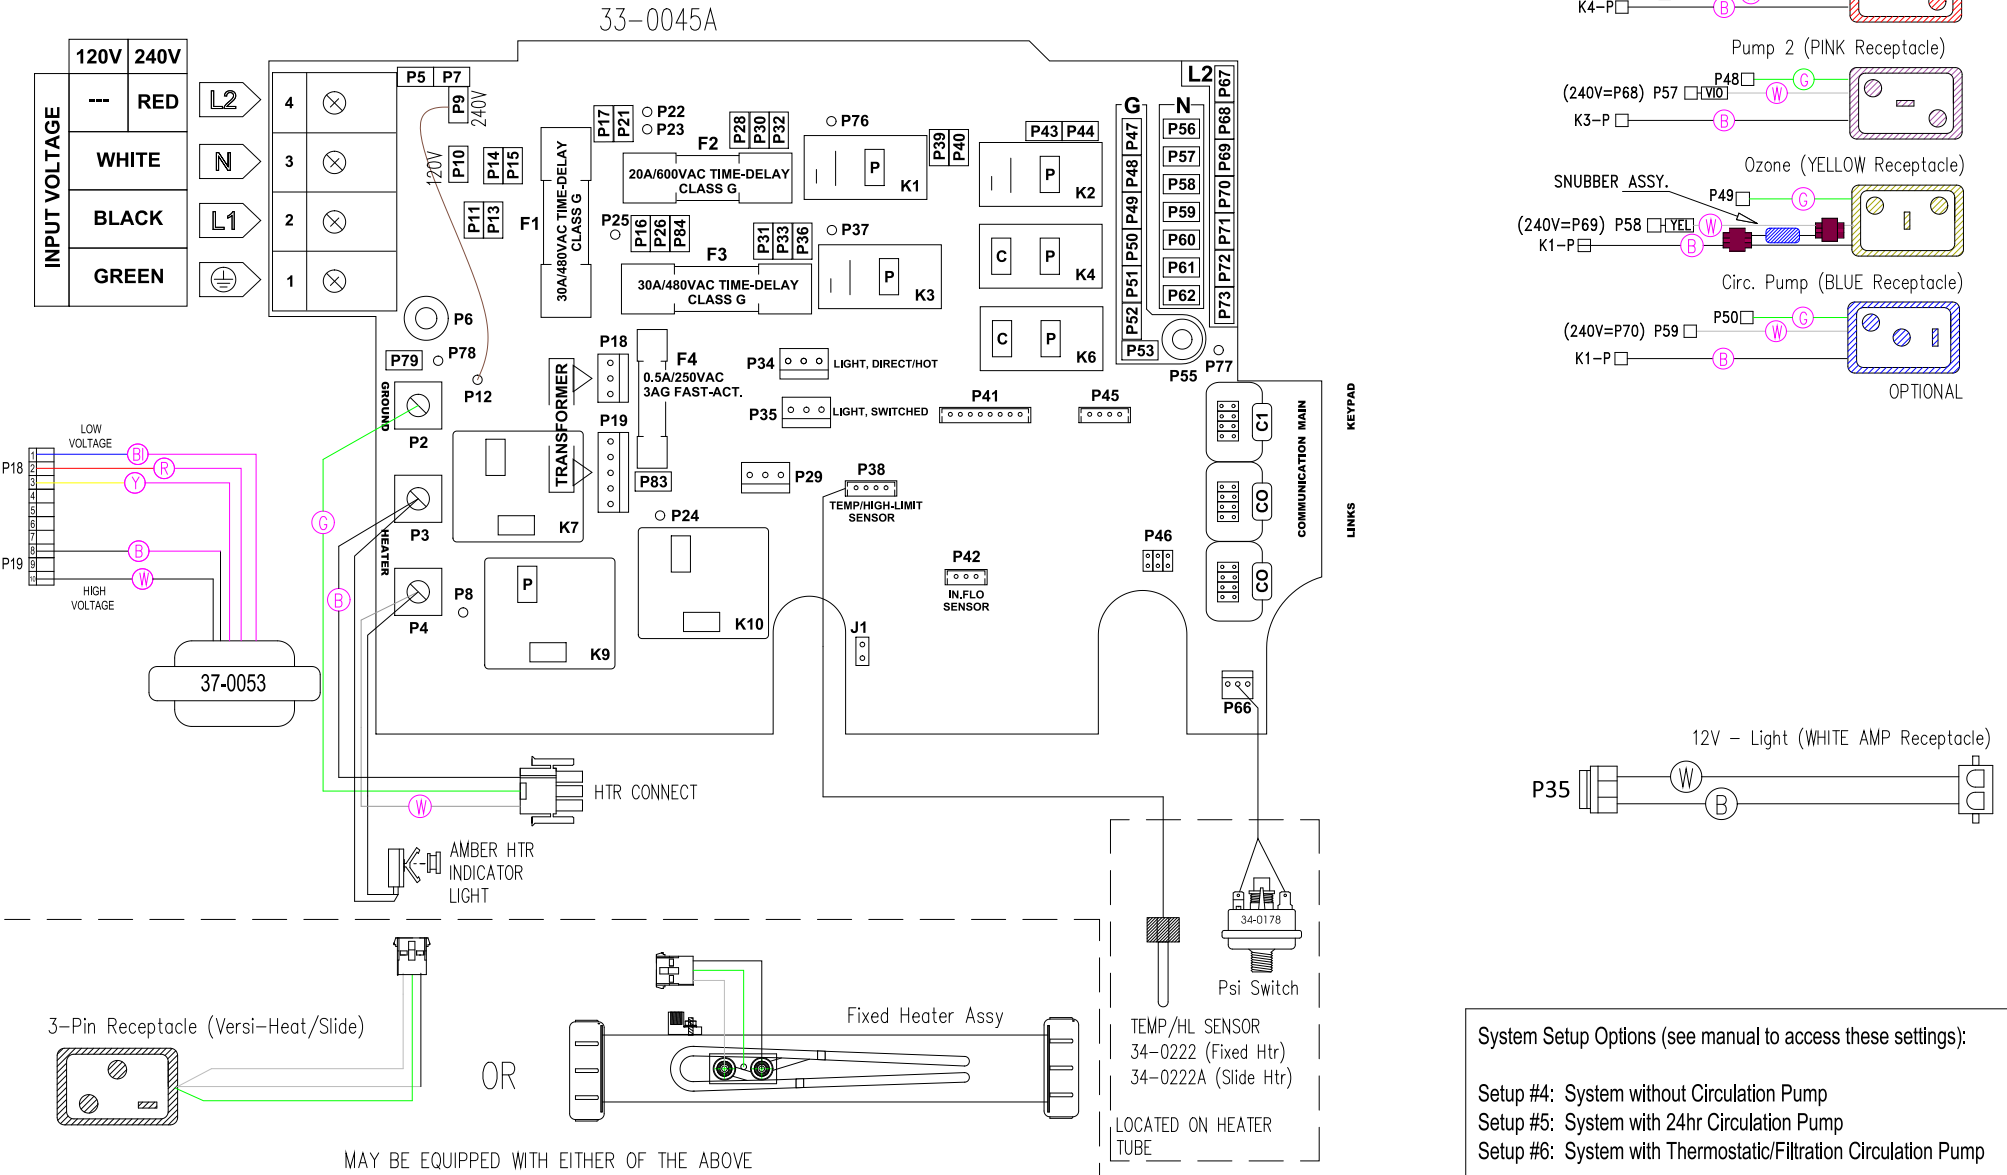 33-0045A
INPUT VOLTAGE
120V 240V
--- RED
WHITE
BLACK
GREEN
L2
N
L1
4
3
2
1
P5 P7
P9
240V
120V
P10
P14
P15
P11
P13
P6
P79
P78
P12
GROUND
P2
P3
HEATER
P4
P8
F1
30A/480VAC TIME-DELAY
CLASS G
P17
P21
P22
P23
F2
P28
P30
P32
20A/600VAC TIME-DELAY
CLASS G
P25
P16
P26
P84
F3
P31
P33
P36
30A/480VAC TIME-DELAY
CLASS G
P76
P
K1
P37
P
K3
P39
P40
P43 P44
P
K2
C P
K4
C P
K6
G
P47
P48
P49
P50
P51
P52
P53
N
P56
P57
P58
P59
P60
P61
P62
L2
P67
P68
P69
P70
P71
P72
P73
P55
P77
TRANSFORMER
P18
P19
F4
0.5A/250VAC
3AG FAST-ACT.
P83
P34
LIGHT, DIRECT/HOT
P35
LIGHT, SWITCHED
P29
P38
TEMP/HIGH-LIMIT
SENSOR
P41
P45
P24
K7
P
K9
K10
P42
IN.FLO
SENSOR
P46
J1
C1
CO
CO
COMMUNICATION MAIN
KEYPAD
LINKS
P66
LOW
VOLTAGE
P18
1
2
3
4
5
6
7
8
9
10
P19
BI
R
Y
B
W
HIGH
VOLTAGE
37-0053
G
B
W
HTR CONNECT
AMBER HTR
INDICATOR
LIGHT
3-Pin Receptacle (Versi-Heat/Slide)
OR
Fixed Heater Assy
MAY BE EQUIPPED WITH EITHER OF THE ABOVE
34-0178
Psi Switch
TEMP/HL SENSOR
34-0222 (Fixed Htr)
34-0222A (Slide Htr)
LOCATED ON HEATER
TUBE
K4-P
B
Pump 2 (PINK Receptacle)
P48
G
(240V=P68) P57
VIO
W
K3-P
B
Ozone (YELLOW Receptacle)
SNUBBER ASSY.
P49
G
(240V=P69) P58
YEL
W
K1-P
B
Circ. Pump (BLUE Receptacle)
P50
G
(240V=P70) P59
W
K1-P
B
OPTIONAL
12V - Light (WHITE AMP Receptacle)
P35
W
B
System Setup Options (see manual to access these settings):
Setup #4: System without Circulation Pump
Setup #5: System with 24hr Circulation Pump
Setup #6: System with Thermostatic/Filtration Circulation Pump